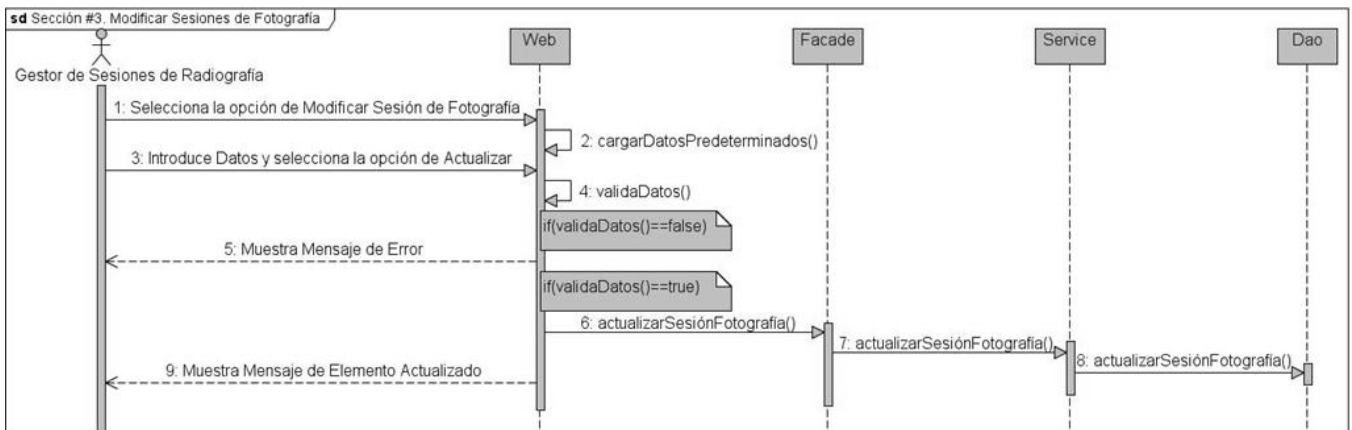 sd Sección #3. Modificar Sesiones de Fotografía
Web
Facade
Service
Dao
Gestor de Sesiones de Radiografía
1: Selecciona la opción de Modificar Sesión de Fotografía
2: cargarDatosPredeterminados()
3: Introduce Datos y selecciona la opción de Actualizar
4: validaDatos()
if(validaDatos()==false)
5: Muestra Mensaje de Error
if(validaDatos()==true)
6: actualizarSesiónFotografía()
7: actualizarSesiónFotografía()
8: actualizarSesiónFotografía()
9: Muestra Mensaje de Elemento Actualizado